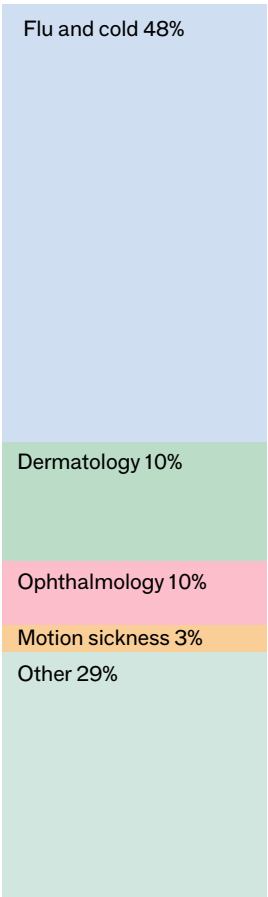 Flu and cold 48%
Dermatology 10%
Ophthalmology 10%
Motion sickness 3%
Other 29%